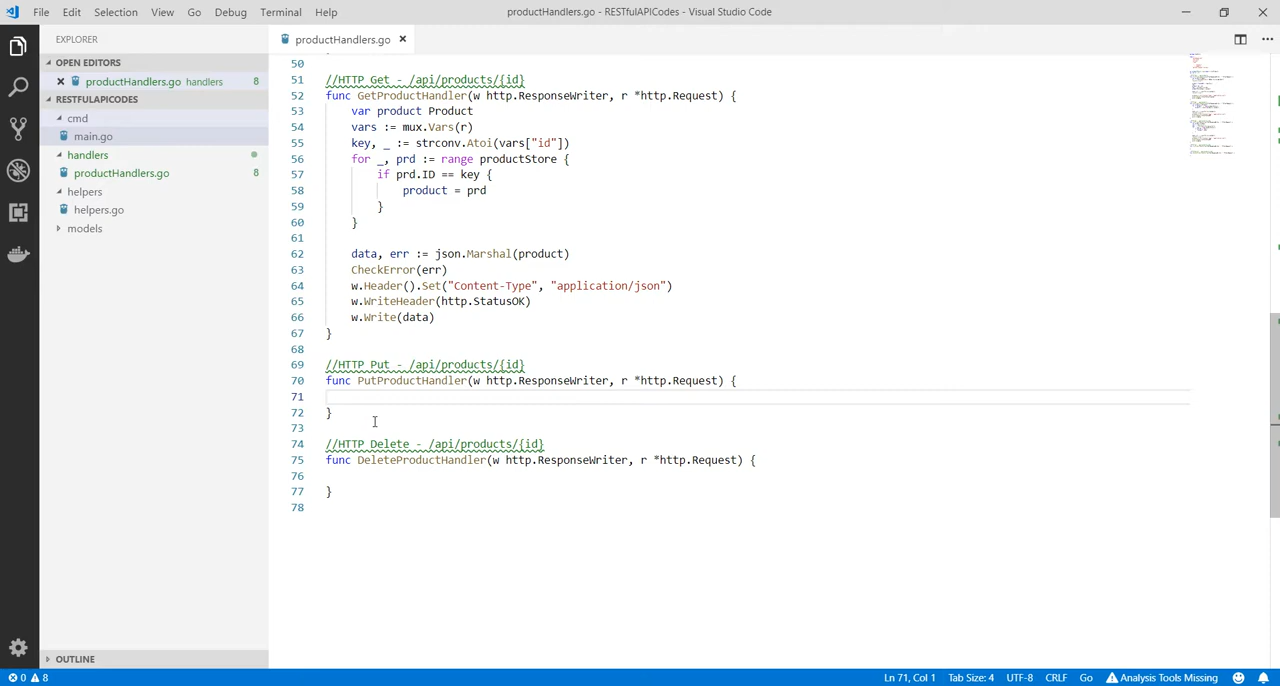 File Edit Selection View Go Debug Terminal Help productHandlers.go - RESTfulAPICodes - Visual Studio Code
EXPLORER
productHandlers.go
OPEN EDITORS
productHandlers.go handlers 8
RESTFULAPICODES
cmd
main.go
handlers
productHandlers.go 8
helpers
helpers.go
models
OUTLINE
50
51 //HTTP Get - /api/products/{id}
52 func GetProductHandler(w http.ResponseWriter, r *http.Request) {
53 var product Product
54 vars := mux.Vars(r)
55 key, _ := strconv.Atoi(vars["id"])
56 for _, prd := range productStore {
57 if prd.ID == key {
58 product = prd
59 }
60 }
61
62 data, err := json.Marshal(product)
63 CheckError(err)
64 w.Header().Set("Content-Type", "application/json")
65 w.WriteHeader(http.StatusOK)
66 w.Write(data)
67 }
68
69 //HTTP Put - /api/products/{id}
70 func PutProductHandler(w http.ResponseWriter, r *http.Request) {
71
72 }
73
74 //HTTP Delete - /api/products/{id}
75 func DeleteProductHandler(w http.ResponseWriter, r *http.Request) {
76
77 }
78
0 8 Ln 71, Col 1 Tab Size: 4 UTF-8 CRLF Go Analysis Tools Missing